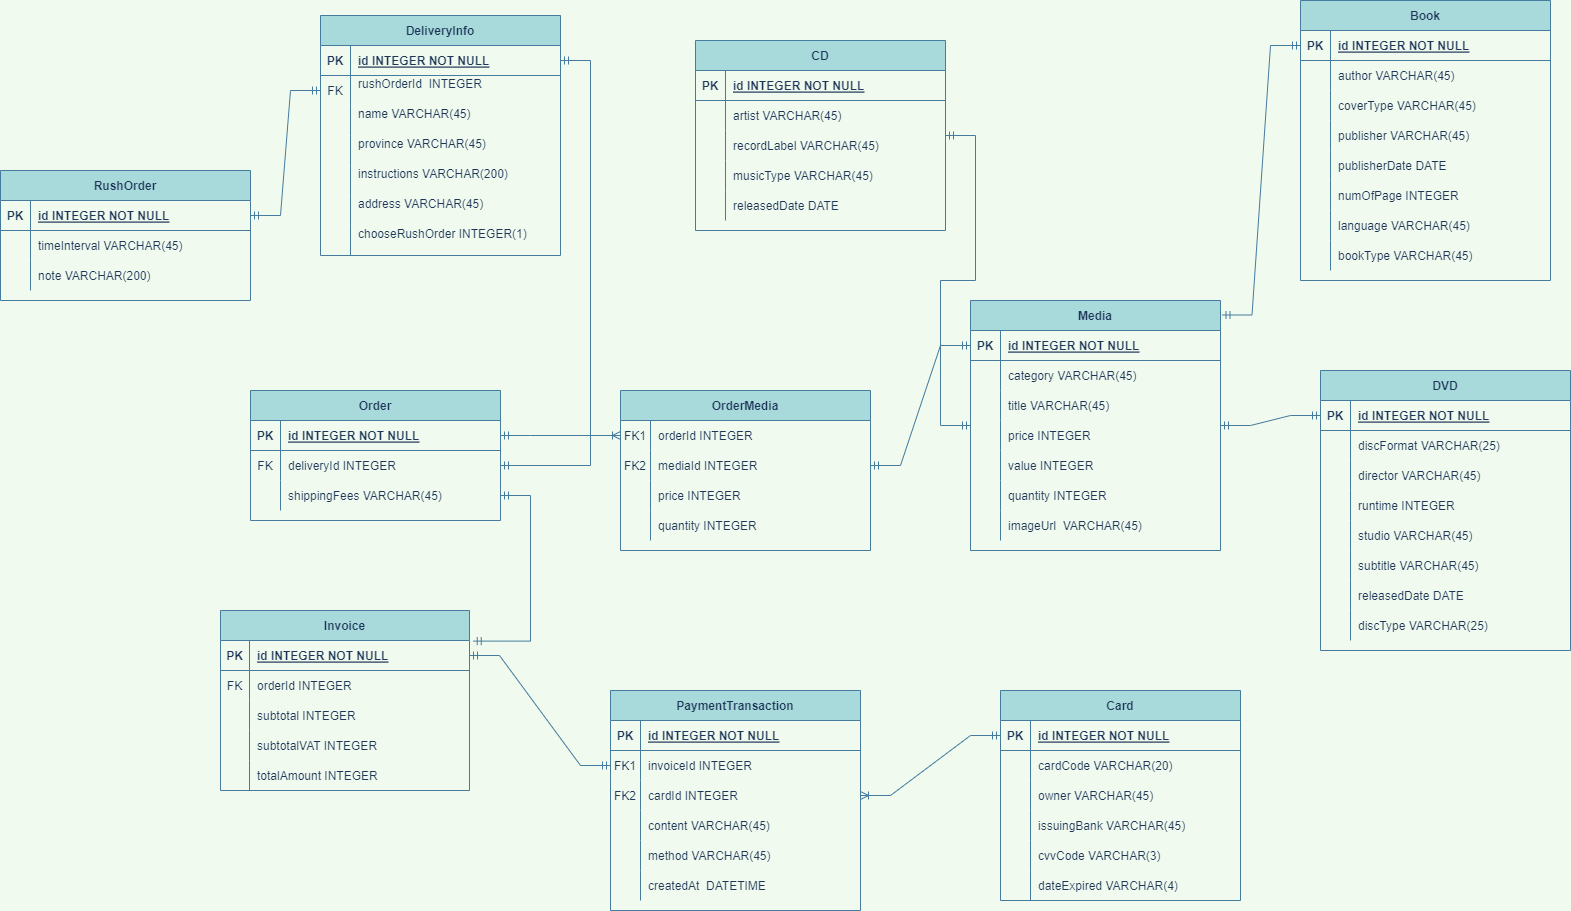 DeliveryInfo
PK id INTEGER NOT NULL
FK rushOrderId  INTEGER
name VARCHAR(45)
province VARCHAR(45)
instructions VARCHAR(200)
address VARCHAR(45)
chooseRushOrder INTEGER(1)
CD
PK id INTEGER NOT NULL
artist VARCHAR(45)
recordLabel VARCHAR(45)
musicType VARCHAR(45)
releasedDate DATE
Book
PK id INTEGER NOT NULL
author VARCHAR(45)
coverType VARCHAR(45)
publisher VARCHAR(45)
publisherDate DATE
numOfPage INTEGER
language VARCHAR(45)
bookType VARCHAR(45)
RushOrder
PK id INTEGER NOT NULL
timeInterval VARCHAR(45)
note VARCHAR(200)
Media
PK id INTEGER NOT NULL
category VARCHAR(45)
title VARCHAR(45)
price INTEGER
value INTEGER
quantity INTEGER
imageUrl  VARCHAR(45)
DVD
PK id INTEGER NOT NULL
discFormat VARCHAR(25)
director VARCHAR(45)
runtime INTEGER
studio VARCHAR(45)
subtitle VARCHAR(45)
releasedDate DATE
discType VARCHAR(25)
Order
PK id INTEGER NOT NULL
FK deliveryId INTEGER
shippingFees VARCHAR(45)
OrderMedia
FK1 orderId INTEGER
FK2 mediaId INTEGER
price INTEGER
quantity INTEGER
Invoice
PK id INTEGER NOT NULL
FK orderId INTEGER
subtotal INTEGER
subtotalVAT INTEGER
totalAmount INTEGER
PaymentTransaction
PK id INTEGER NOT NULL
FK1 invoiceId INTEGER
FK2 cardId INTEGER
content VARCHAR(45)
method VARCHAR(45)
createdAt  DATETIME
Card
PK id INTEGER NOT NULL
cardCode VARCHAR(20)
owner VARCHAR(45)
issuingBank VARCHAR(45)
cvvCode VARCHAR(3)
dateExpired VARCHAR(4)